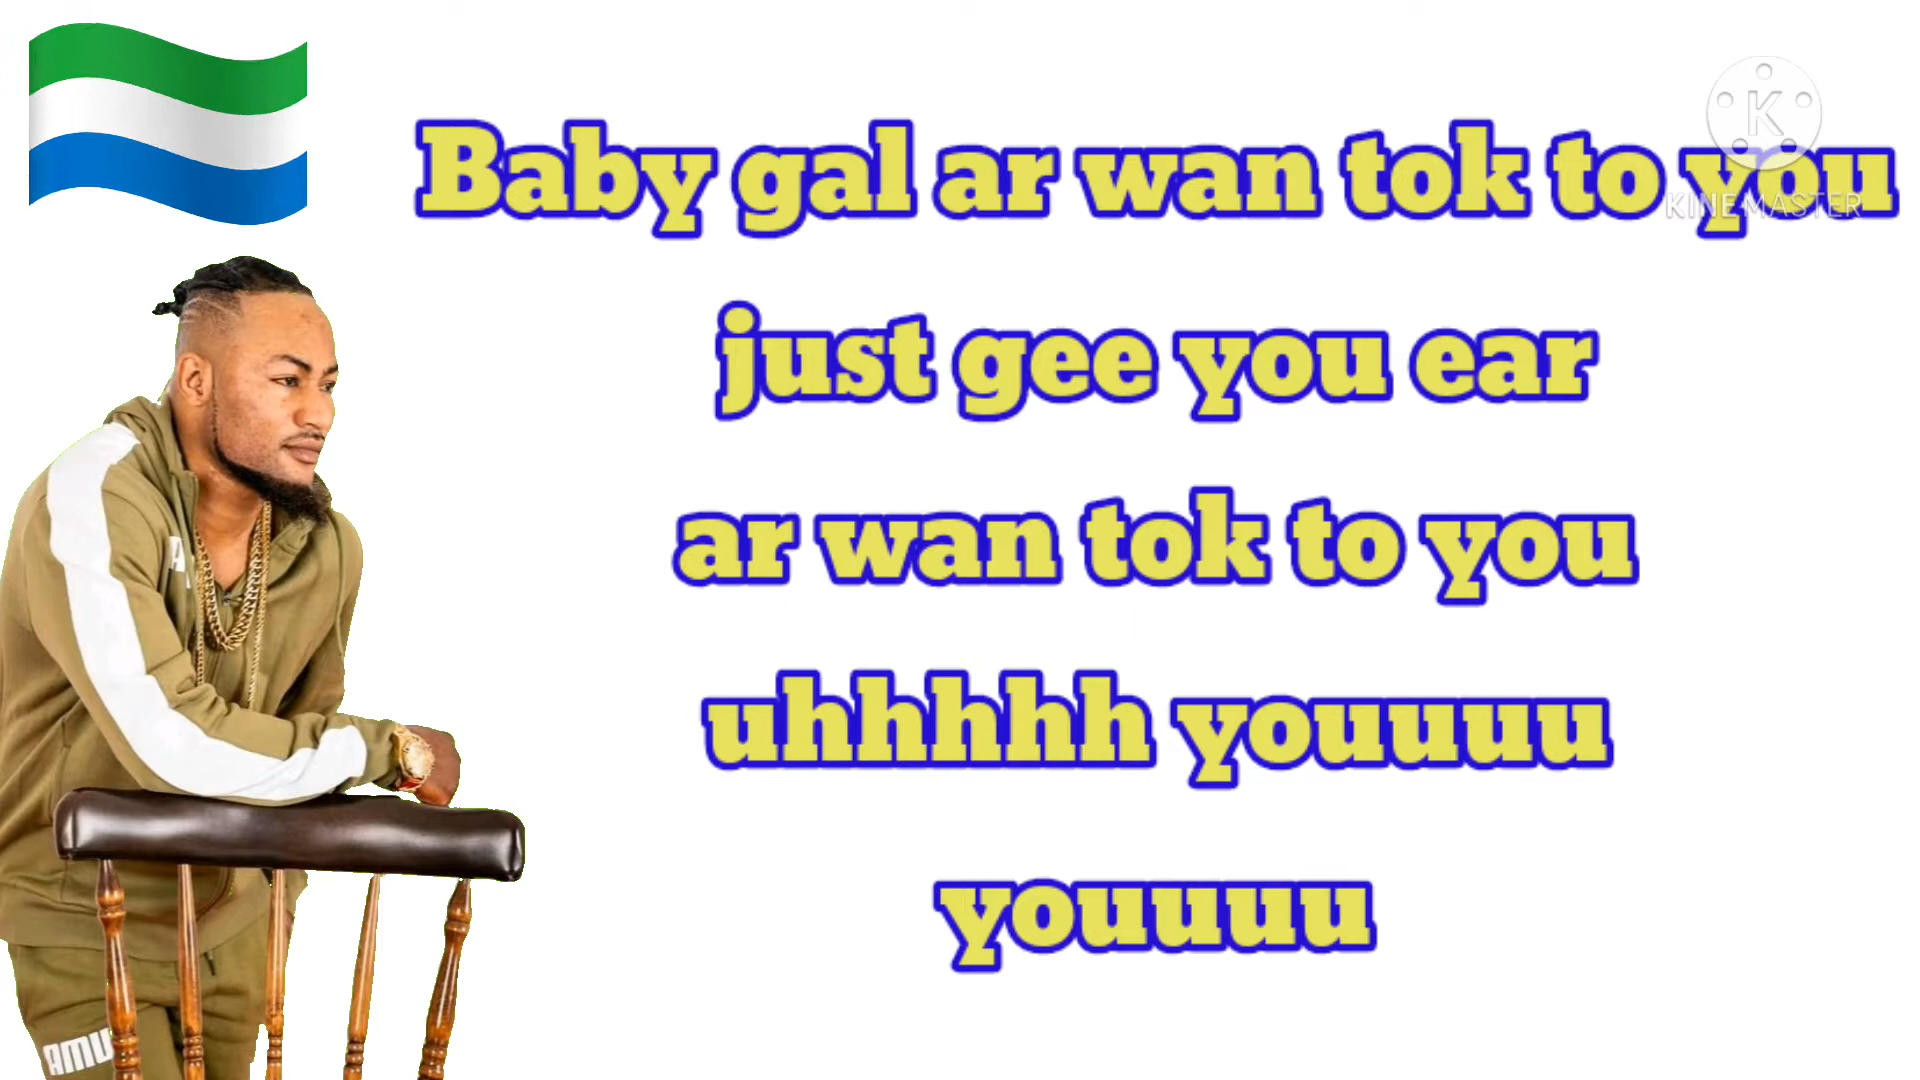 Baby gal ar wan tok to you
K
KINEMASTER
just gee you ear
ar wan tok to you
uhhhhh youuuu
youuuu
AMU